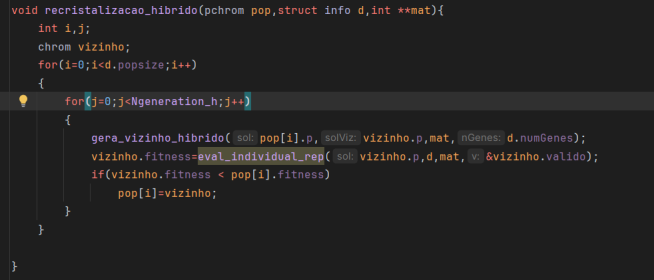 void recristalizacao_hibrido(pchrom pop,struct info d,int **mat){
int i,j;
chrom vizinho;
for(i=0;i<d.popsize;i++)
{
for(j=0;j<Ngeneration_h;j++)
{
gera_vizinho_hibrido( sol: pop[i].p, solViz: vizinho.p,mat, nGenes: d.numGenes);
vizinho.fitness=eval_individual_rep( sol: vizinho.p,d,mat, v: &vizinho.valido);
if(vizinho.fitness < pop[i].fitness)
pop[i]=vizinho;
}
}
}